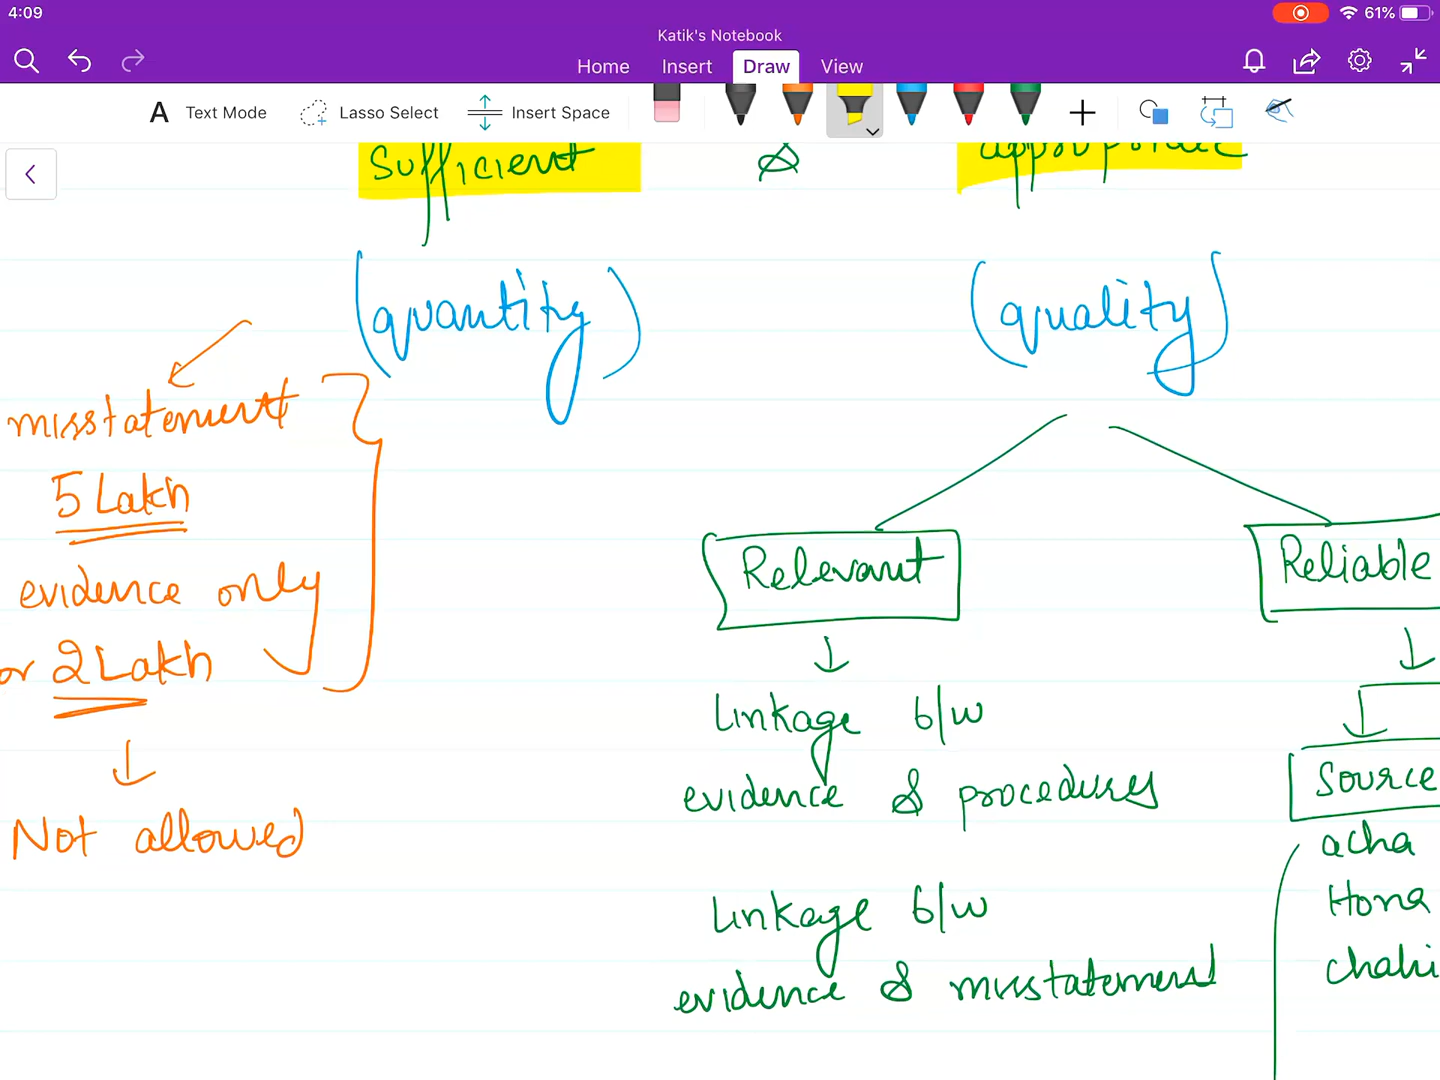 4:09
61%
Katik's Notebook
Home Insert Draw View
A Text Mode Lasso Select Insert Space
Sufficient & appropriate
(quantity) (quality)
misstatement
5 Lakh
evidence only
or 2 Lakh
Not allowed
Relevant
Linkage b/w
evidence & procedures
Linkage b/w
evidence & misstatement
Reliable
Source
acha
Hona
chahi